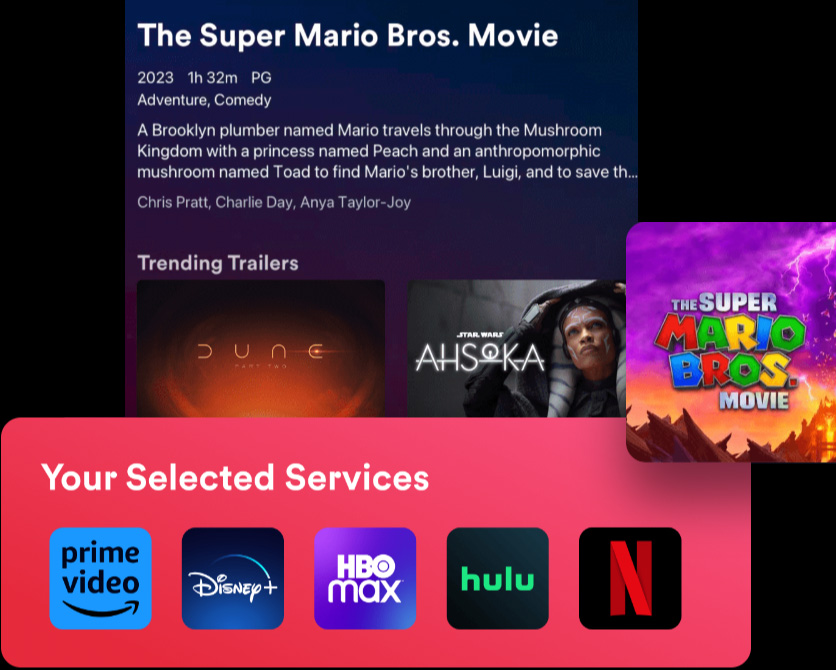 The Super Mario Bros. Movie
2023 1h 32m PG
Adventure, Comedy
A Brooklyn plumber named Mario travels through the Mushroom
Kingdom with a princess named Peach and an anthropomorphic
mushroom named Toad to find Mario's brother, Luigi, and to save th...
Chris Pratt, Charlie Day, Anya Taylor-Joy
Trending Trailers
DUNE
PART TWO
STAR WARS
AHSOKA
THE SUPER
MARIO
BROS.
MOVIE
Your Selected Services
prime
video
Disney+
HBO
max
hulu
N